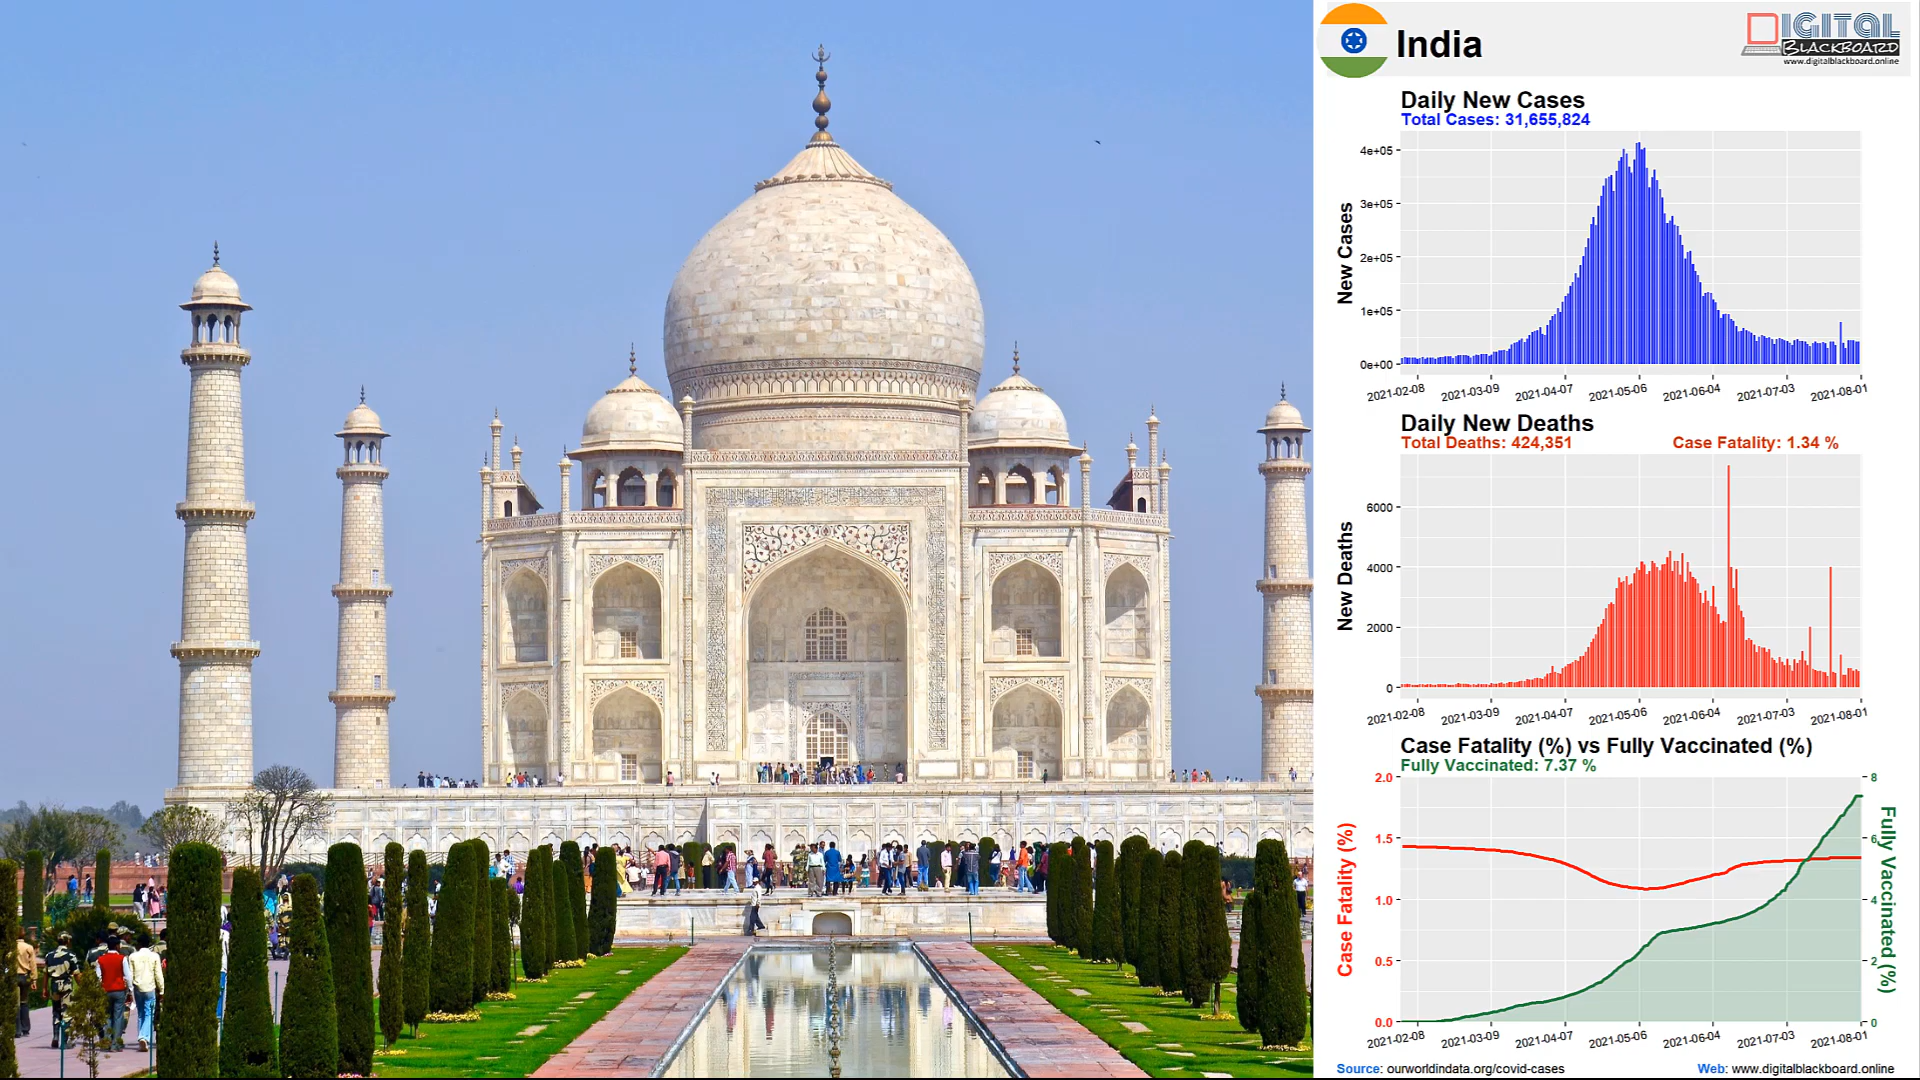 India
DIGITAL
BLACKBOARD
www.digitalblackboard.online
Daily New Cases
Total Cases: 31,655,824
New Cases
4e+05
3e+05
2e+05
1e+05
0e+00
2021-02-08 2021-03-09 2021-04-07 2021-05-06 2021-06-04 2021-07-03 2021-08-01
Daily New Deaths
Total Deaths: 424,351 Case Fatality: 1.34 %
New Deaths
6000
4000
2000
0
2021-02-08 2021-03-09 2021-04-07 2021-05-06 2021-06-04 2021-07-03 2021-08-01
Case Fatality (%) vs Fully Vaccinated (%)
Fully Vaccinated: 7.37 %
Case Fatality (%)
2.0
1.5
1.0
0.5
0.0
8
6
4
2
0
Fully Vaccinated (%)
2021-02-08 2021-03-09 2021-04-07 2021-05-06 2021-06-04 2021-07-03 2021-08-01
Source: ourworldindata.org/covid-cases Web: www.digitalblackboard.online